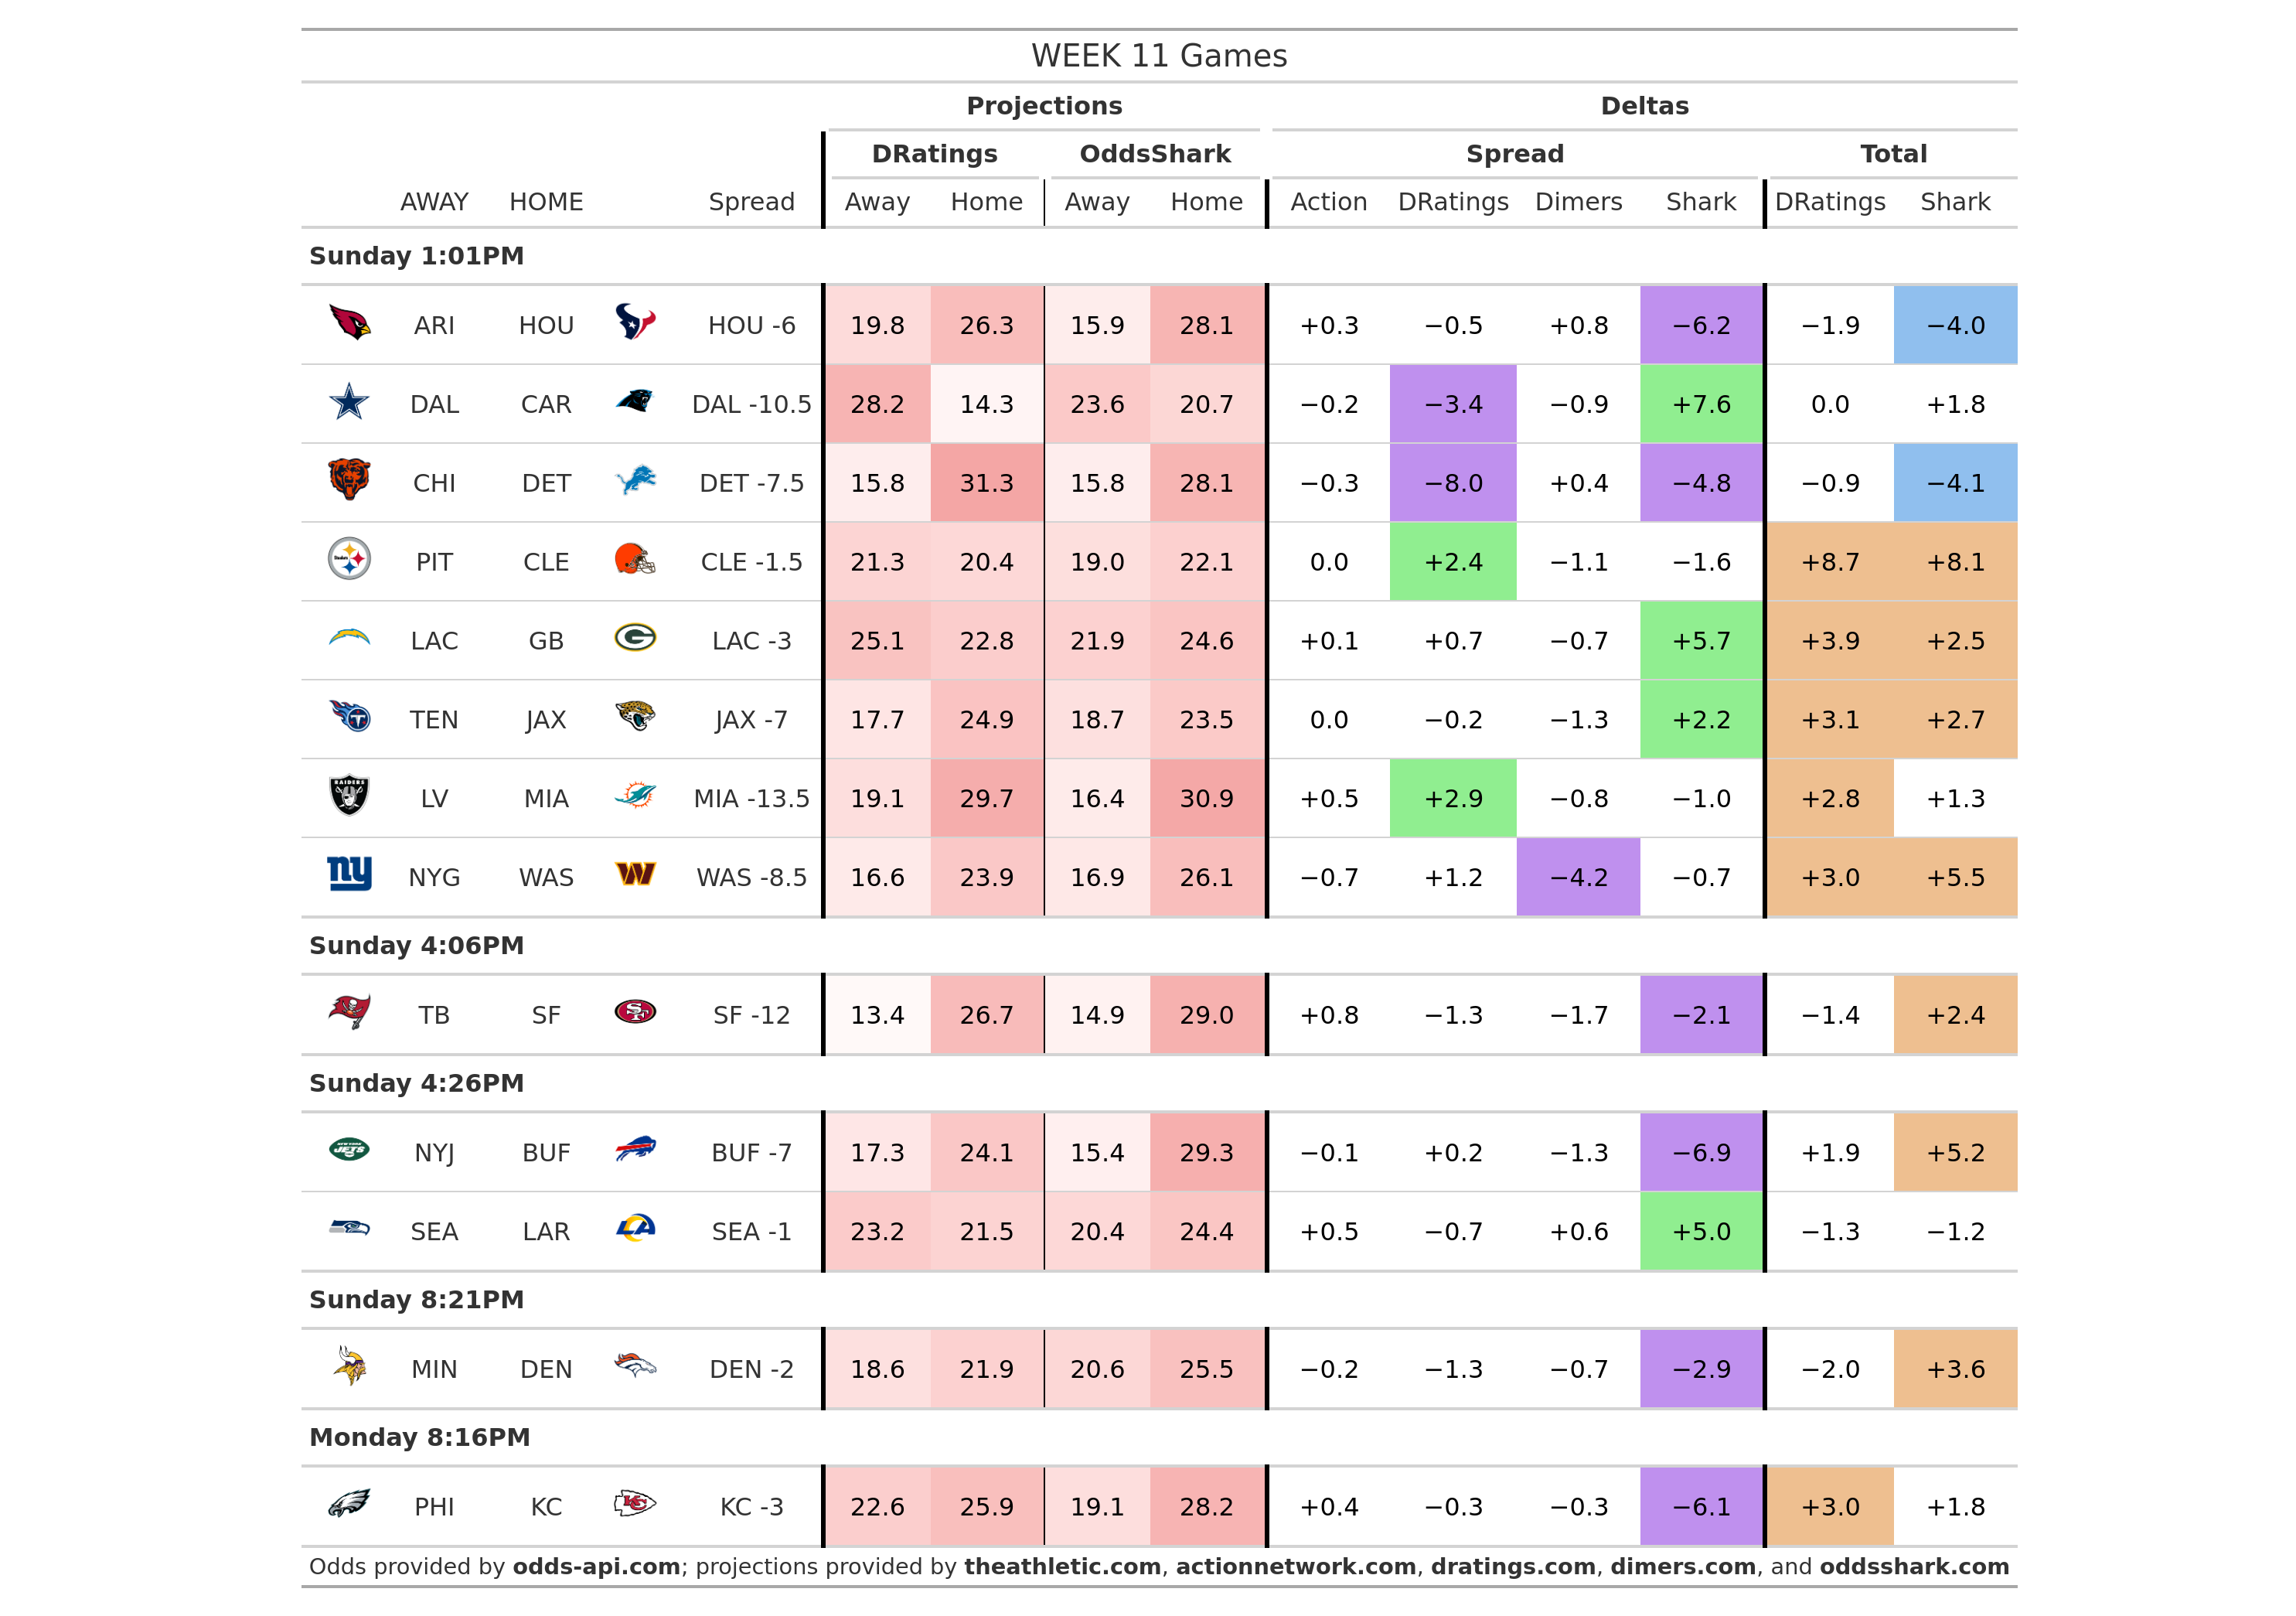 WEEK 11 Games
Projections Deltas
DRatings OddsShark Spread Total
AWAY HOME Spread Away Home Away Home Action DRatings Dimers Shark DRatings Shark
Sunday 1:01PM
ARI HOU HOU -6 19.8 26.3 15.9 28.1 +0.3 −0.5 +0.8 −6.2 −1.9 −4.0
DAL CAR DAL -10.5 28.2 14.3 23.6 20.7 −0.2 −3.4 −0.9 +7.6 0.0 +1.8
CHI DET DET -7.5 15.8 31.3 15.8 28.1 −0.3 −8.0 +0.4 −4.8 −0.9 −4.1
PIT CLE CLE -1.5 21.3 20.4 19.0 22.1 0.0 +2.4 −1.1 −1.6 +8.7 +8.1
LAC GB LAC -3 25.1 22.8 21.9 24.6 +0.1 +0.7 −0.7 +5.7 +3.9 +2.5
TEN JAX JAX -7 17.7 24.9 18.7 23.5 0.0 −0.2 −1.3 +2.2 +3.1 +2.7
RAIDERS LV MIA MIA -13.5 19.1 29.7 16.4 30.9 +0.5 +2.9 −0.8 −1.0 +2.8 +1.3
ny NYG WAS W WAS -8.5 16.6 23.9 16.9 26.1 −0.7 +1.2 −4.2 −0.7 +3.0 +5.5
Sunday 4:06PM
TB SF SF SF -12 13.4 26.7 14.9 29.0 +0.8 −1.3 −1.7 −2.1 −1.4 +2.4
Sunday 4:26PM
JETS NYJ BUF BUF -7 17.3 24.1 15.4 29.3 −0.1 +0.2 −1.3 −6.9 +1.9 +5.2
SEA LAR LA SEA -1 23.2 21.5 20.4 24.4 +0.5 −0.7 +0.6 +5.0 −1.3 −1.2
Sunday 8:21PM
MIN DEN DEN -2 18.6 21.9 20.6 25.5 −0.2 −1.3 −0.7 −2.9 −2.0 +3.6
Monday 8:16PM
PHI KC KC KC -3 22.6 25.9 19.1 28.2 +0.4 −0.3 −0.3 −6.1 +3.0 +1.8
Odds provided by odds-api.com; projections provided by theathletic.com, actionnetwork.com, dratings.com, dimers.com, and oddsshark.com